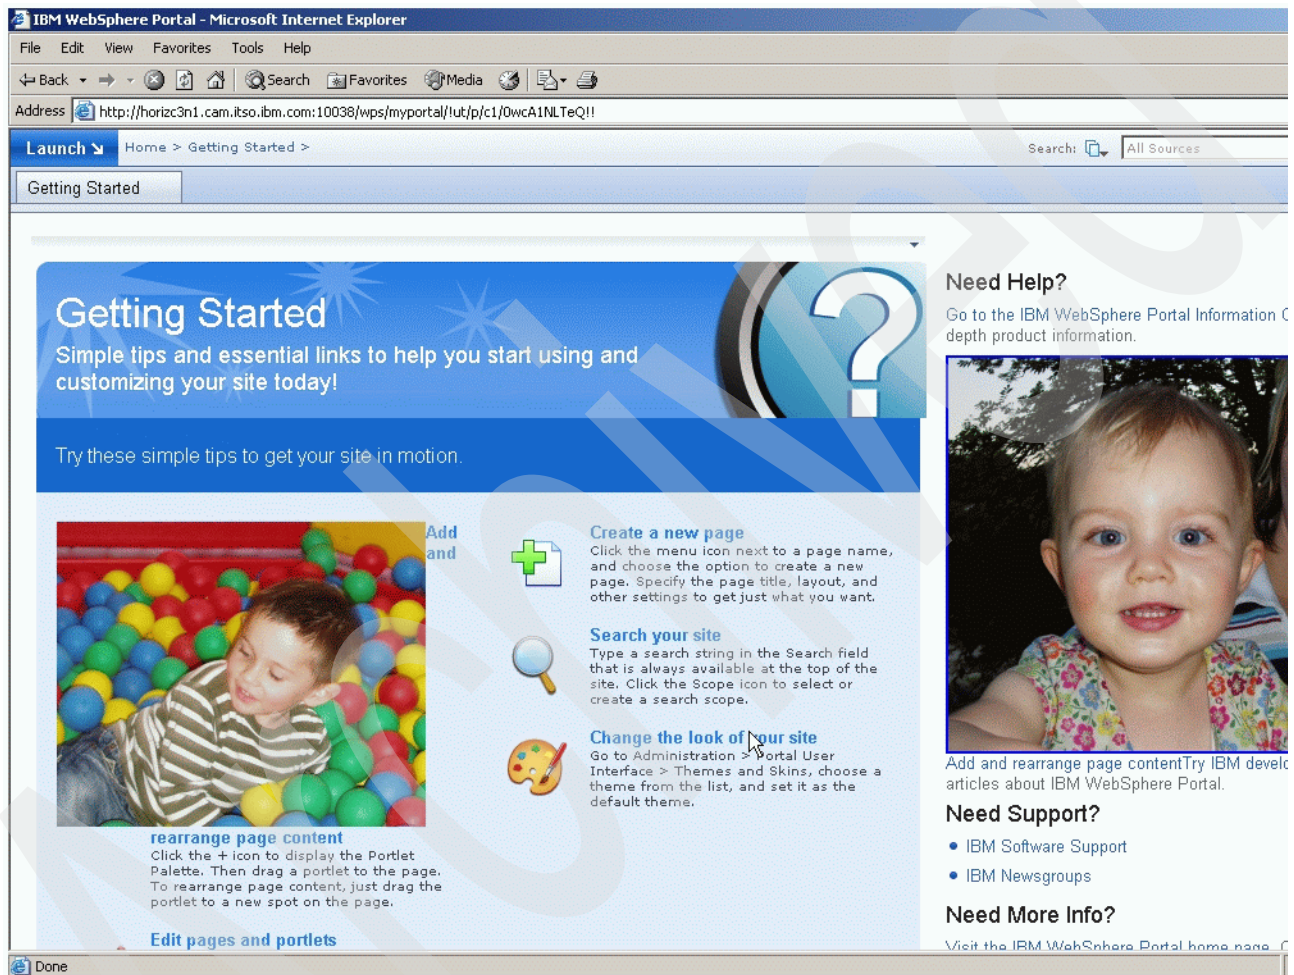 IBM WebSphere Portal - Microsoft Internet Explorer
File Edit View Favorites Tools Help
Back Search Favorites Media
Address http://horizc3n1.cam.itso.ibm.com:10038/wps/myportal/!ut/p/c1/0wcA1NLTeQ!!
Launch Home > Getting Started > Search: All Sources
Getting Started
Getting Started
Simple tips and essential links to help you start using and
customizing your site today!
Try these simple tips to get your site in motion.
Add
and
rearrange page content
Click the + icon to display the Portlet
Palette. Then drag a portlet to the page.
To rearrange page content, just drag the
portlet to a new spot on the page.
Edit pages and portlets
Create a new page
Click the menu icon next to a page name,
and choose the option to create a new
page. Specify the page title, layout, and
other settings to get just what you want.
Search your site
Type a search string in the Search field
that is always available at the top of the
site. Click the Scope icon to select or
create a search scope.
Change the look of your site
Go to Administration > Portal User
Interface > Themes and Skins, choose a
theme from the list, and set it as the
default theme.
Need Help?
Go to the IBM WebSphere Portal Information
depth product information.
Add and rearrange page contentTry IBM develo
articles about IBM WebSphere Portal.
Need Support?
IBM Software Support
IBM Newsgroups
Need More Info?
Visit the IBM WebSphere Portal home page.
Done